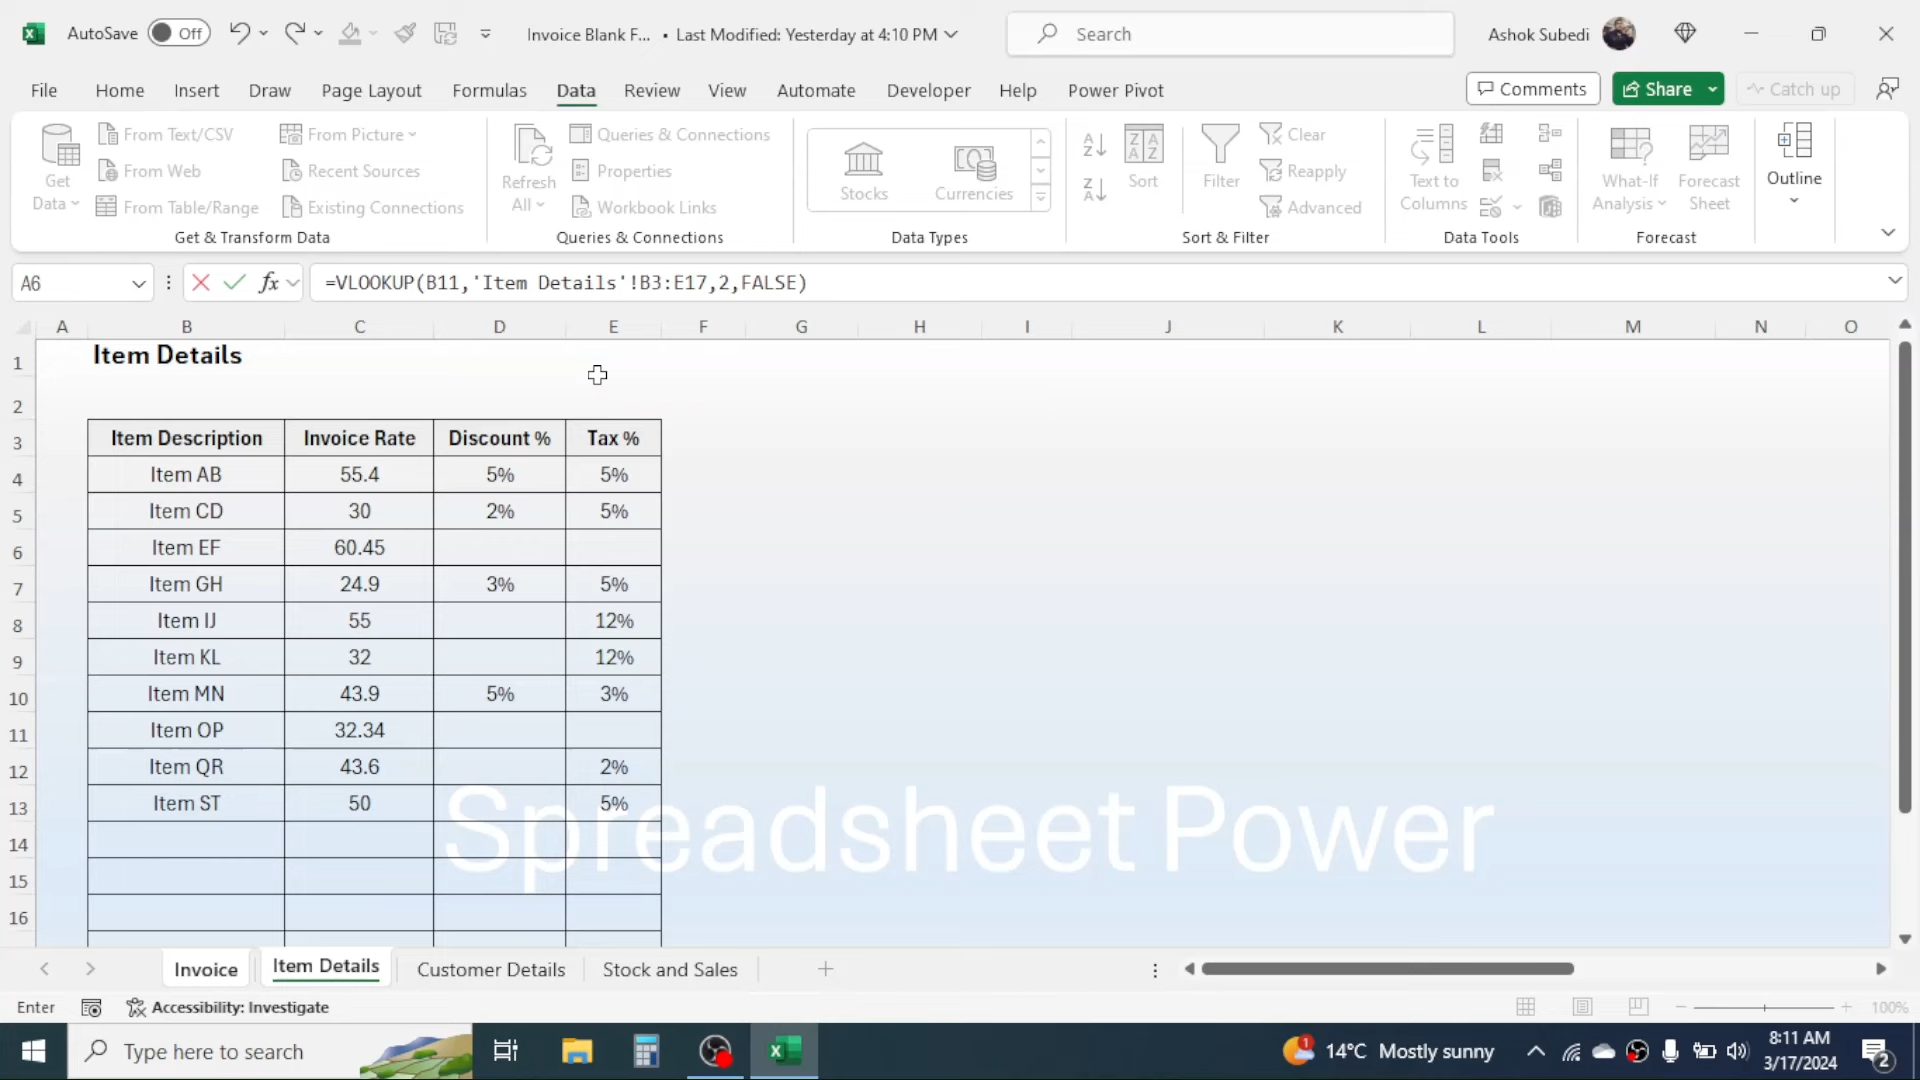 AutoSave Off Invoice Blank F... • Last Modified: Yesterday at 4:10 PM Search Ashok Subedi
File Home Insert Draw Page Layout Formulas Data Review View Automate Developer Help Power Pivot Comments Share Catch up
Get Data From Text/CSV From Picture
From Web Recent Sources
From Table/Range Existing Connections
Get & Transform Data
Refresh All Queries & Connections
Properties
Workbook Links
Queries & Connections
Stocks Currencies
Data Types
Sort Filter Clear
Reapply
Advanced
Sort & Filter
Text to Columns
Data Tools
What-If Analysis Forecast Sheet
Forecast
Outline
A6 fx =VLOOKUP(B11,'Item Details'!B3:E17,2,FALSE)
A B C D E F G H I J K L M N O
1 Item Details
2
3 Item Description Invoice Rate Discount % Tax %
4 Item AB 55.4 5% 5%
5 Item CD 30 2% 5%
6 Item EF 60.45
7 Item GH 24.9 3% 5%
8 Item IJ 55 12%
9 Item KL 32 12%
10 Item MN 43.9 5% 3%
11 Item OP 32.34
12 Item QR 43.6 2%
13 Item ST 50 5%
14
15
16
Spreadsheet Power
Invoice Item Details Customer Details Stock and Sales
Enter Accessibility: Investigate 100%
Type here to search 1 14°C Mostly sunny 8:11 AM
3/17/2024 2